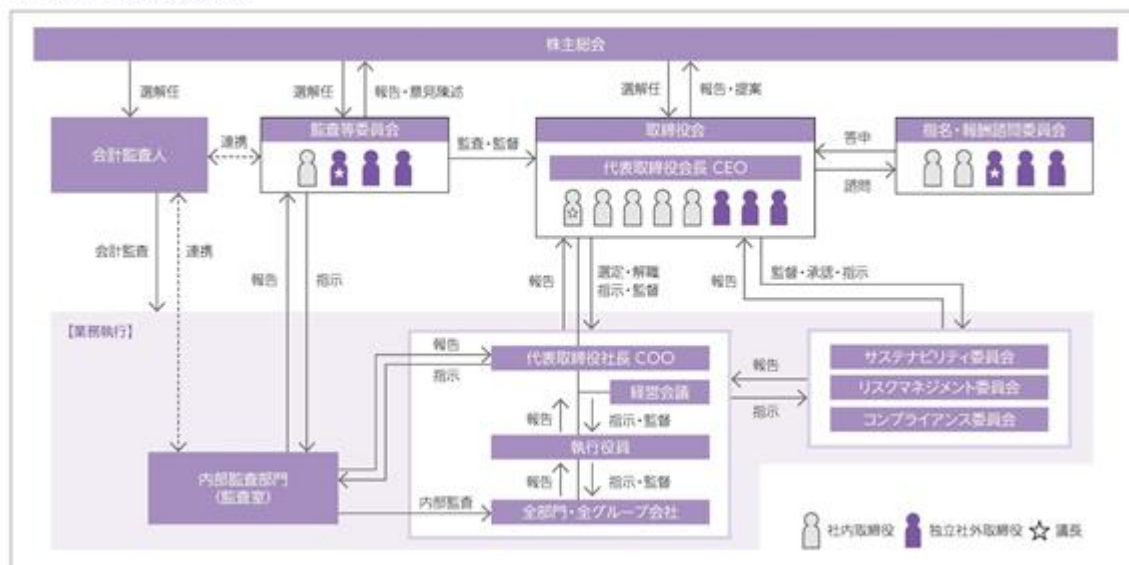 株主総会
選解任
選解任
報告・意見陳述
選解任
報告・提案
会計監査人
連携
監査等委員会
監査・監督
取締役会
代表取締役会長 CEO
答申
諮問
指名・報酬諮問委員会
会計監査
連携
報告
指示
報告
選定・解職
指示・監督
報告
監督・承認・指示
【業務執行】
報告
指示
代表取締役社長 COO
経営会議
報告
指示・監督
執行役員
報告
指示・監督
全部門・全グループ会社
報告
指示
サステナビリティ委員会
リスクマネジメント委員会
コンプライアンス委員会
内部監査部門
(監査室)
内部監査
社内取締役
独立社外取締役
議長